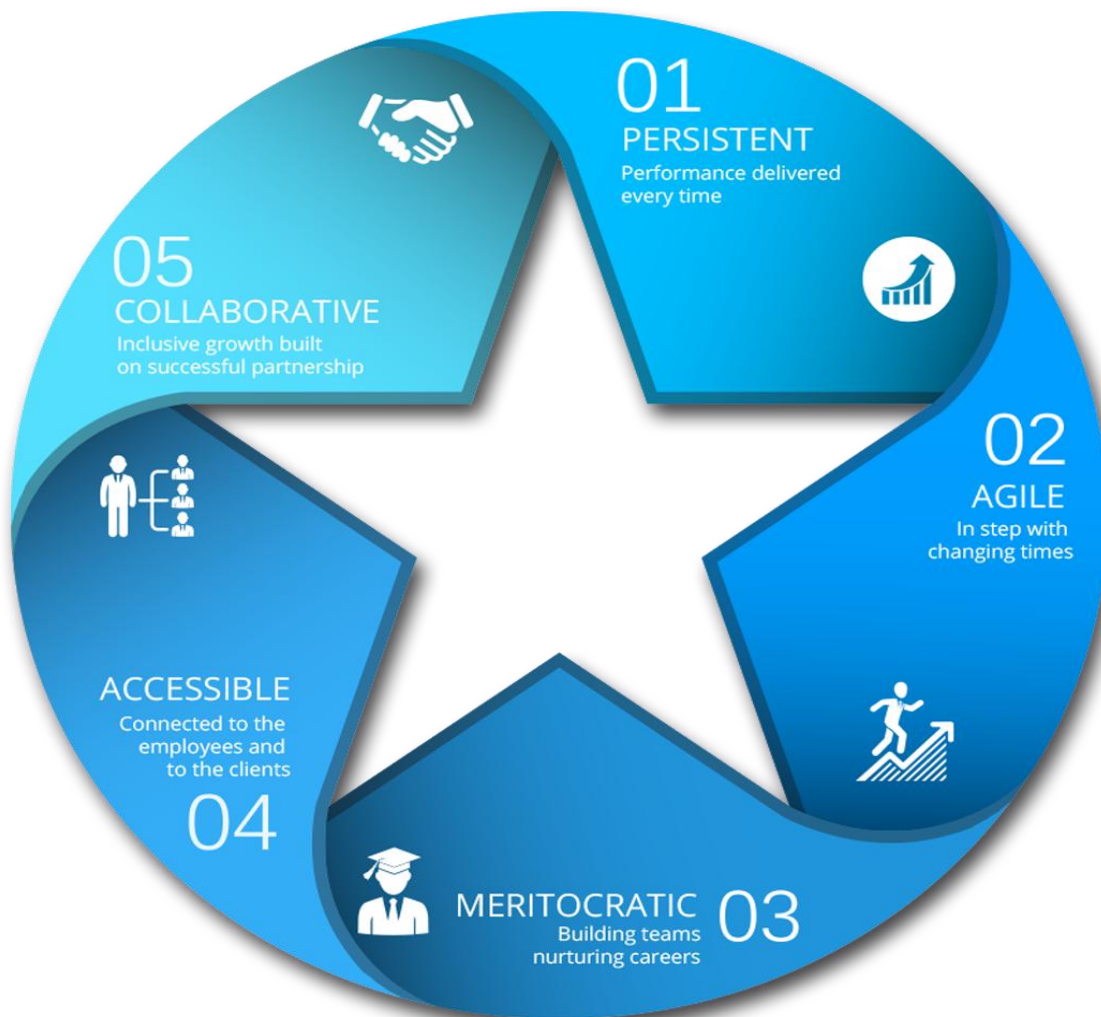 01
PERSISTENT
Performance delivered
every time
02
AGILE
In step with
changing times
MERITOCRATIC
03
Building teams
nurturing careers
ACCESSIBLE
Connected to the
employees and
to the clients
04
05
COLLABORATIVE
Inclusive growth built
on successful partnership